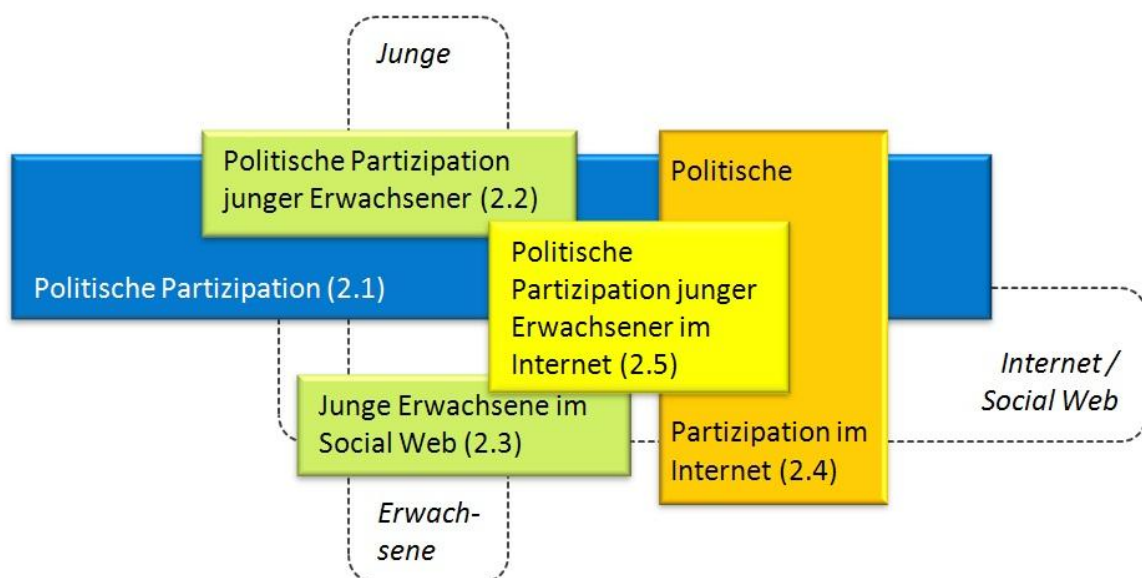 Junge
Politische Partizipation
junger Erwachsener (2.2)
Politische
Politische Partizipation (2.1)
Politische
Partizipation junger
Erwachsener im
Internet (2.5)
Internet /
Social Web
Junge Erwachsene im
Social Web (2.3)
Partizipation im
Internet (2.4)
Erwach-
sene